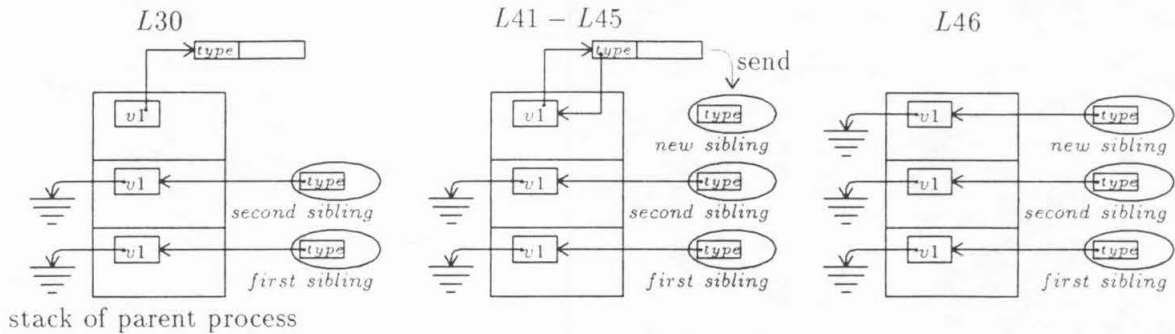 L30
type
v1
v1
type
second sibling
v1
type
first sibling
stack of parent process
L41 – L45
type
send
v1
type
new sibling
v1
type
second sibling
v1
type
first sibling
L46
v1
type
new sibling
v1
type
second sibling
v1
type
first sibling